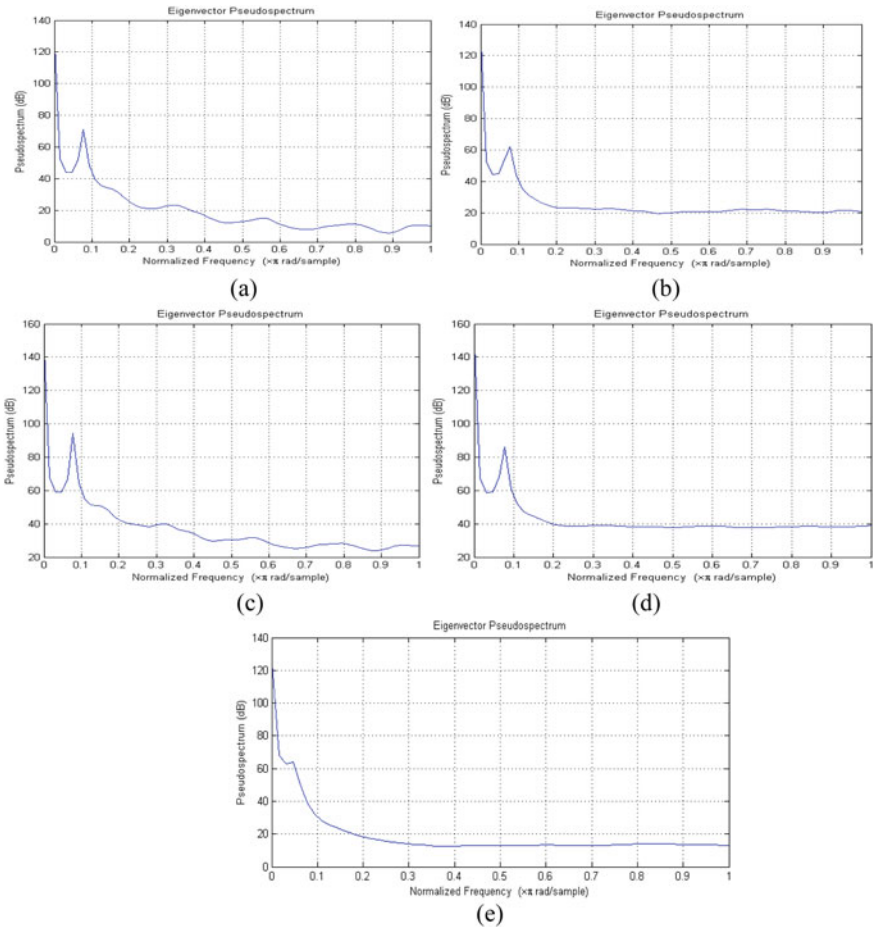 Eigenvector Pseudospectrum
Eigenvector Pseudospectrum
Pseudospectrum (dB)
140
120
100
80
60
40
20
0
0 0.1 0.2 0.3 0.4 0.5 0.6 0.7 0.8 0.9 1
Normalized Frequency (×π rad/sample)
(a)
Pseudospectrum (dB)
140
120
100
80
60
40
20
0
0 0.1 0.2 0.3 0.4 0.5 0.6 0.7 0.8 0.9 1
Normalized Frequency (×π rad/sample)
(b)
Eigenvector Pseudospectrum
Eigenvector Pseudospectrum
Pseudospectrum (dB)
160
140
120
100
80
60
40
20
0 0.1 0.2 0.3 0.4 0.5 0.6 0.7 0.8 0.9 1
Normalized Frequency (×π rad/sample)
(c)
Pseudospectrum (dB)
160
140
120
100
80
60
40
20
0 0.1 0.2 0.3 0.4 0.5 0.6 0.7 0.8 0.9 1
Normalized Frequency (×π rad/sample)
(d)
Eigenvector Pseudospectrum
Pseudospectrum (dB)
140
120
100
80
60
40
20
0
0 0.1 0.2 0.3 0.4 0.5 0.6 0.7 0.8 0.9 1
Normalized Frequency (×π rad/sample)
(e)